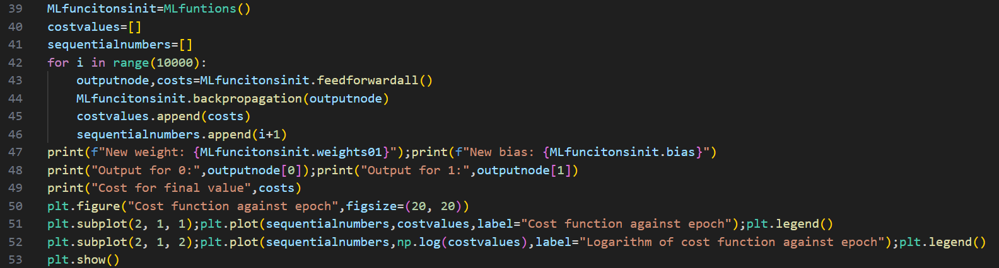 39 MLfuncitonsinit=MLfuntions()
40 costvalues=[]
41 sequentialnumbers=[]
42 for i in range(10000):
43     outputnode,costs=MLfuncitonsinit.feedforwardall()
44     MLfuncitonsinit.backpropagation(outputnode)
45     costvalues.append(costs)
46     sequentialnumbers.append(i+1)
47 print(f"New weight: {MLfuncitonsinit.weights01}");print(f"New bias: {MLfuncitonsinit.bias}")
48 print("Output for 0:",outputnode[0]);print("Output for 1:",outputnode[1])
49 print("Cost for final value",costs)
50 plt.figure("Cost function against epoch",figsize=(20, 20))
51 plt.subplot(2, 1, 1);plt.plot(sequentialnumbers,costvalues,label="Cost function against epoch");plt.legend()
52 plt.subplot(2, 1, 2);plt.plot(sequentialnumbers,np.log(costvalues),label="Logarithm of cost function against epoch");plt.legend()
53 plt.show()